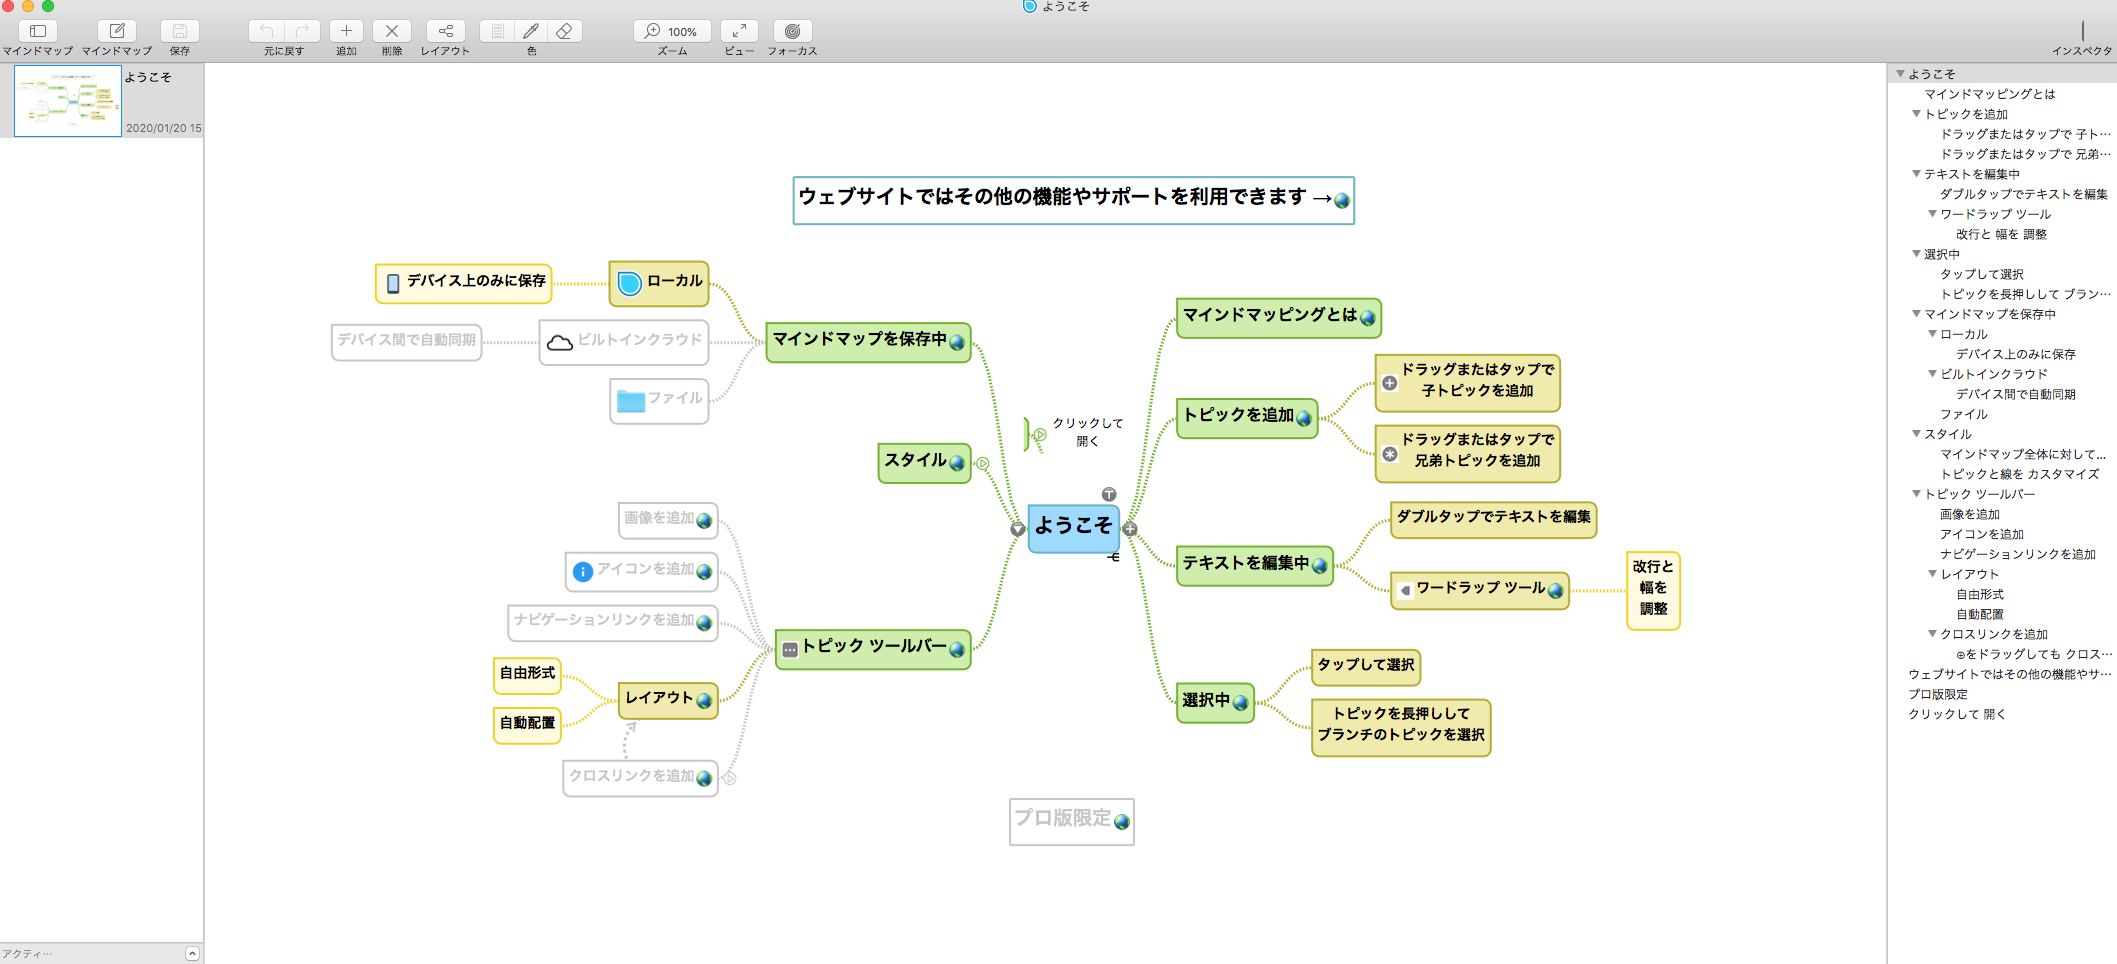 ようこそ
マインドマップ
マインドマップ
保存
元に戻す
追加
削除
レイアウト
色
100%
ズーム
ビュー
フォーカス
インスペクタ
ようこそ
2020/01/20 15
アクティ…
ウェブサイトではその他の機能やサポートを利用できます →
デバイス上のみに保存
ローカル
デバイス間で自動同期
ビルトインクラウド
ファイル
マインドマップを保存中
スタイル
クリックして
開く
画像を追加
アイコンを追加
ナビゲーションリンクを追加
自由形式
自動配置
レイアウト
クロスリンクを追加
トピック ツールバー
ようこそ
マインドマッピングとは
トピックを追加
ドラッグまたはタップで
子トピックを追加
ドラッグまたはタップで
兄弟トピックを追加
テキストを編集中
ダブルタップでテキストを編集
ワードラップ ツール
改行と
幅を
調整
選択中
タップして選択
トピックを長押しして
ブランチのトピックを選択
プロ版限定
ようこそ
マインドマッピングとは
トピックを追加
ドラッグまたはタップで 子ト…
ドラッグまたはタップで 兄弟…
テキストを編集中
ダブルタップでテキストを編集
ワードラップ ツール
改行と 幅を 調整
選択中
タップして選択
トピックを長押しして ブラン…
マインドマップを保存中
ローカル
デバイス上のみに保存
ビルトインクラウド
デバイス間で自動同期
ファイル
スタイル
マインドマップ全体に対して...
トピックと線を カスタマイズ
トピック ツールバー
画像を追加
アイコンを追加
ナビゲーションリンクを追加
レイアウト
自由形式
自動配置
クロスリンクを追加
⊕をドラッグしても クロス…
ウェブサイトではその他の機能やサ…
プロ版限定
クリックして 開く